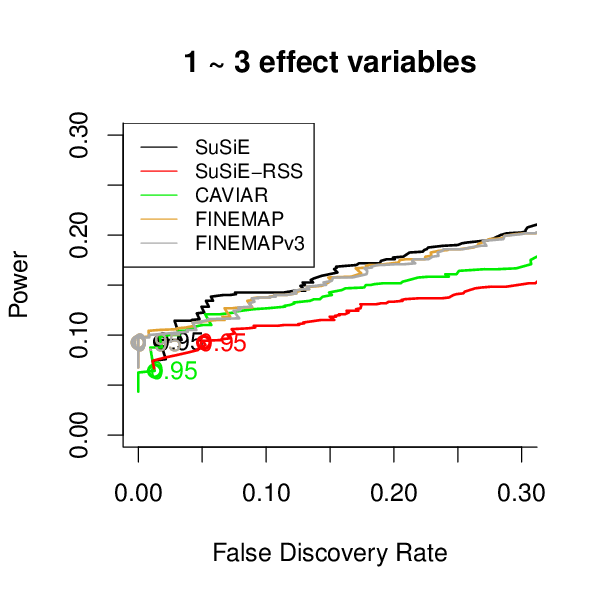 1 ~ 3 effect variables
Power
0.30
0.20
0.10
0.00
SuSiE
SuSiE−RSS
CAVIAR
FINEMAP
FINEMAPv3
0.95
0.95
0.95
0.00
0.10
0.20
0.30
False Discovery Rate